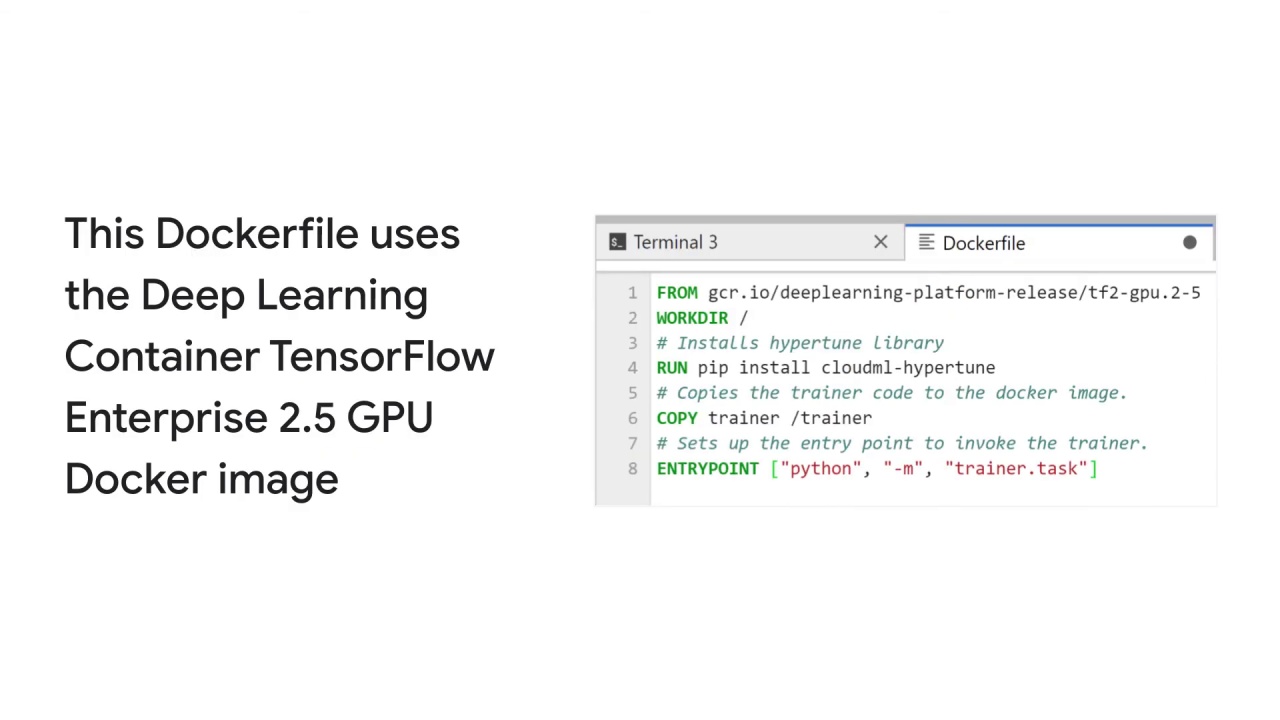 This Dockerfile uses
the Deep Learning
Container TensorFlow
Enterprise 2.5 GPU
Docker image
Terminal 3
Dockerfile
1 FROM gcr.io/deeplearning-platform-release/tf2-gpu.2-5
2 WORKDIR /
3 # Installs hypertune library
4 RUN pip install cloudml-hypertune
5 # Copies the trainer code to the docker image.
6 COPY trainer /trainer
7 # Sets up the entry point to invoke the trainer.
8 ENTRYPOINT ["python", "-m", "trainer.task"]